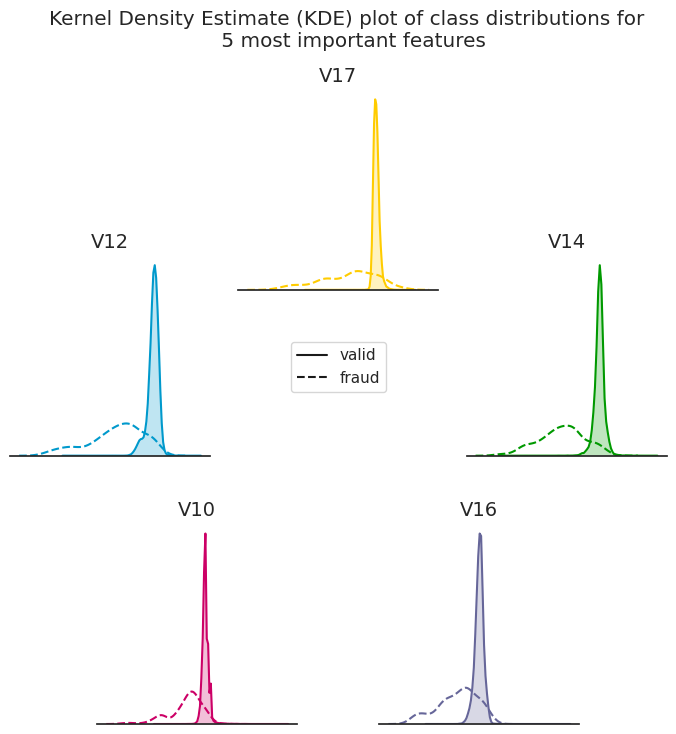 Kernel Density Estimate (KDE) plot of class distributions for
5 most important features
V17
V12
V14
valid
fraud
V10
V16